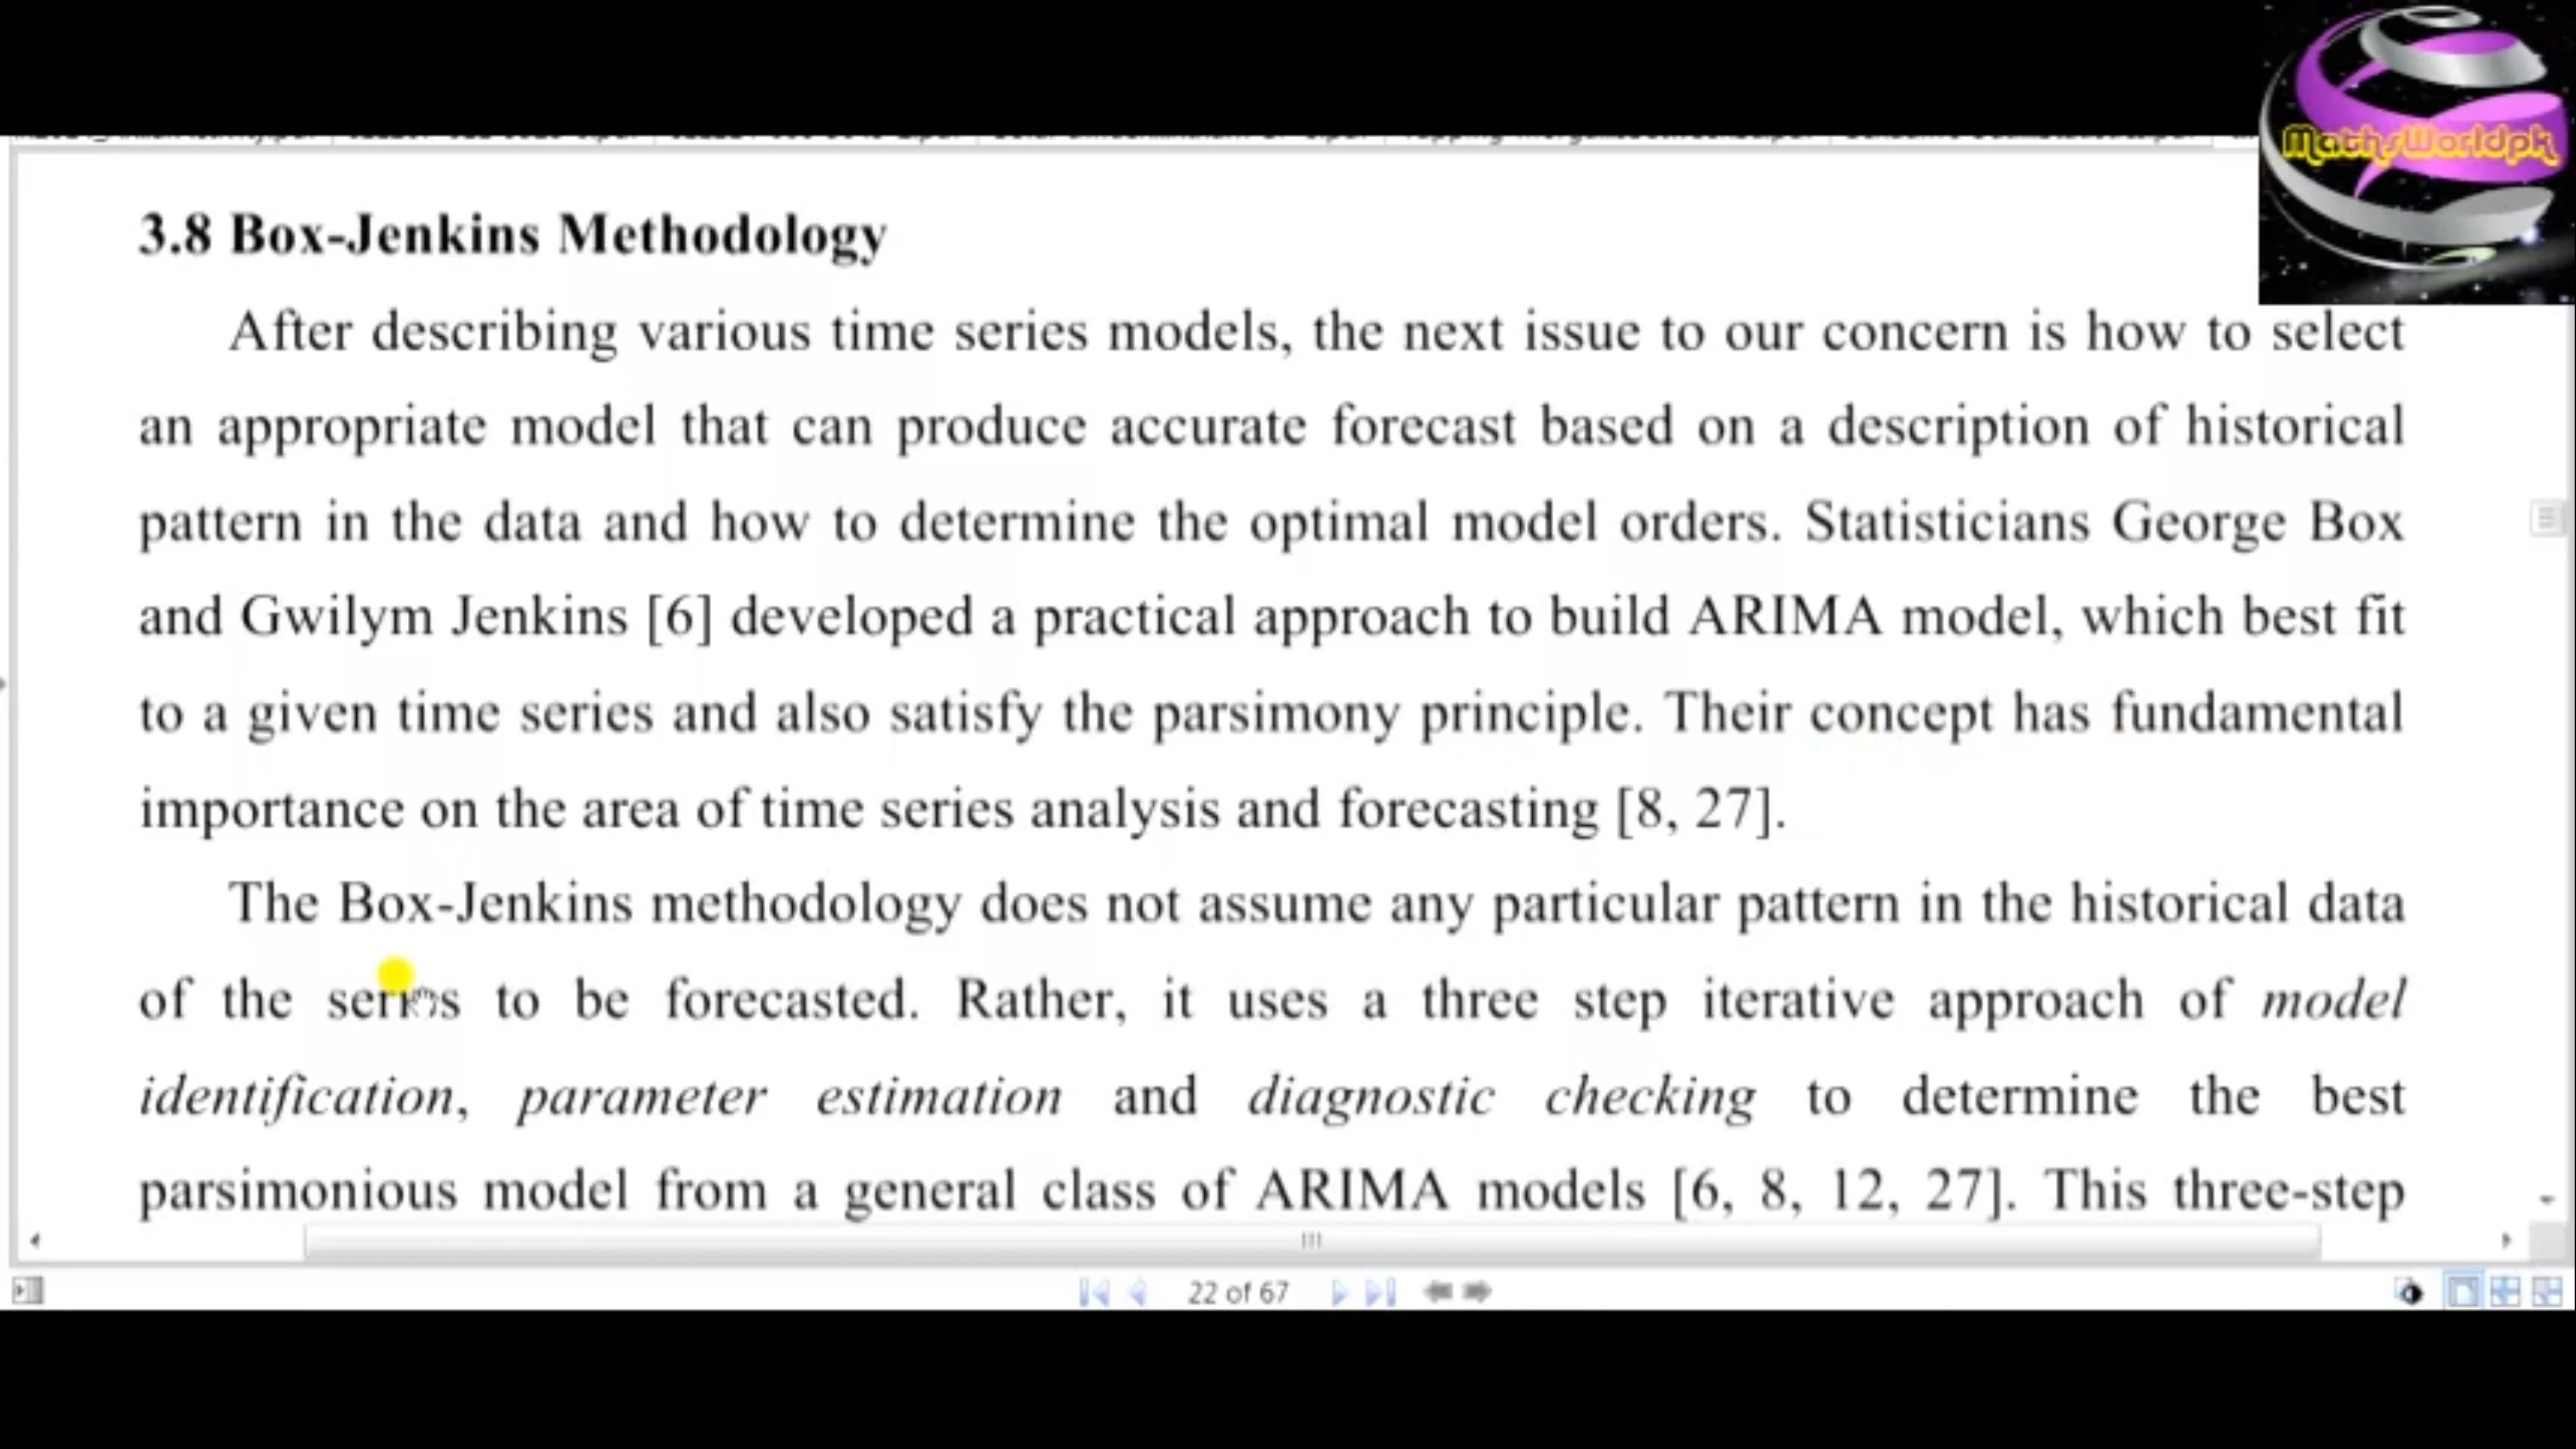 MathsWorldpk
3.8 Box-Jenkins Methodology
After describing various time series models, the next issue to our concern is how to select
an appropriate model that can produce accurate forecast based on a description of historical
pattern in the data and how to determine the optimal model orders. Statisticians George Box
and Gwilym Jenkins [6] developed a practical approach to build ARIMA model, which best fit
to a given time series and also satisfy the parsimony principle. Their concept has fundamental
importance on the area of time series analysis and forecasting [8, 27].
The Box-Jenkins methodology does not assume any particular pattern in the historical data
of the series to be forecasted. Rather, it uses a three step iterative approach of model
identification, parameter estimation and diagnostic checking to determine the best
parsimonious model from a general class of ARIMA models [6, 8, 12, 27]. This three-step
22 of 67